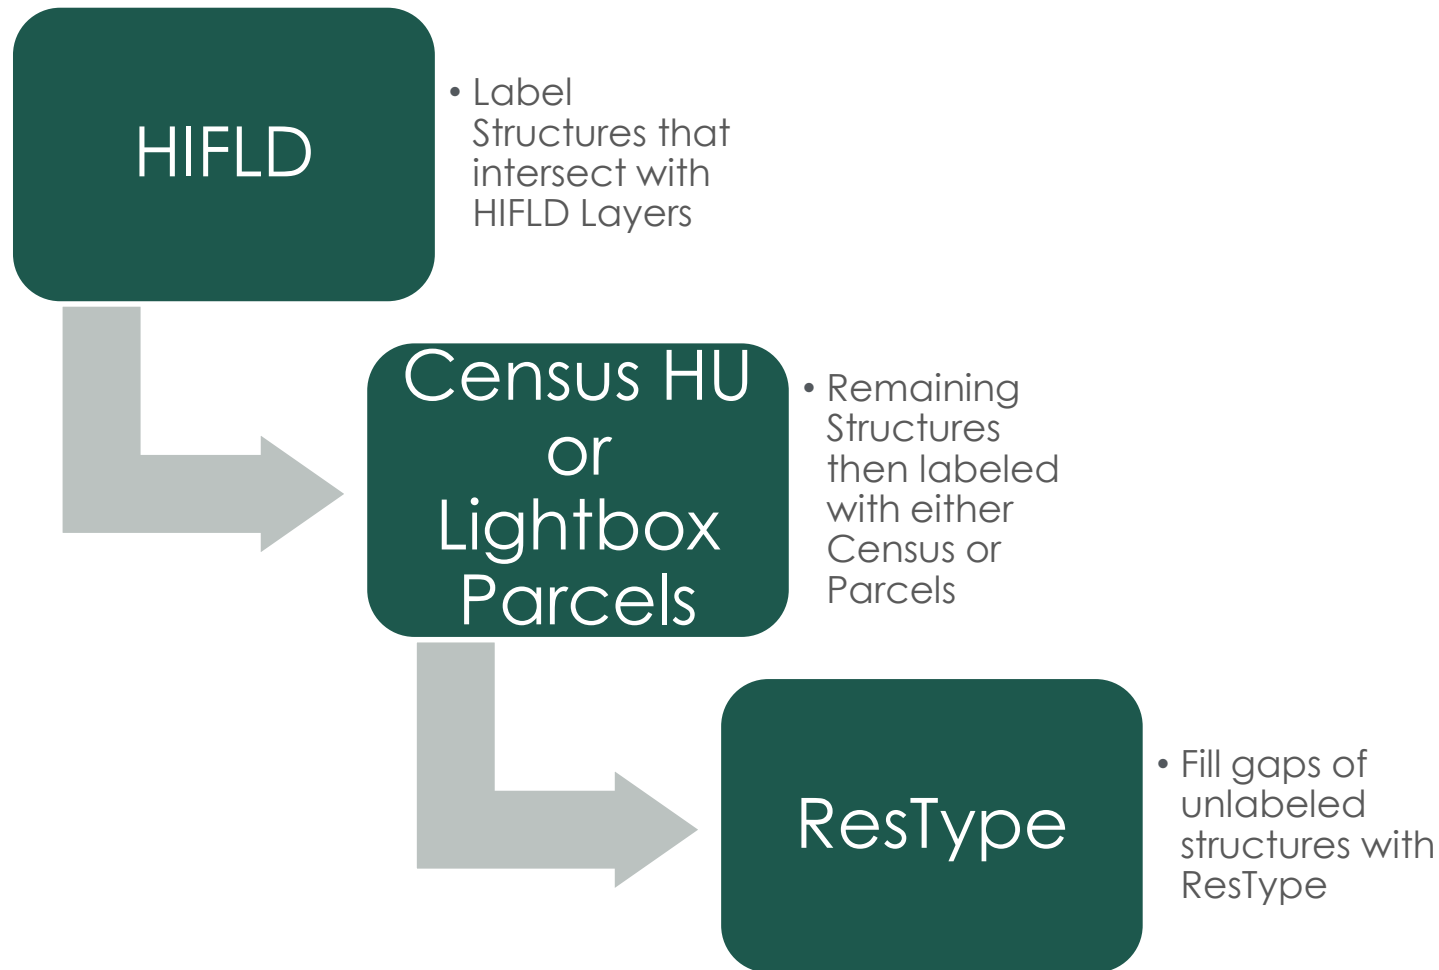 HIFLD
• Label
Structures that
intersect with
HIFLD Layers
Census HU
or
Lightbox
Parcels
• Remaining
Structures
then labeled
with either
Census or
Parcels
ResType
• Fill gaps of
unlabeled
structures with
ResType